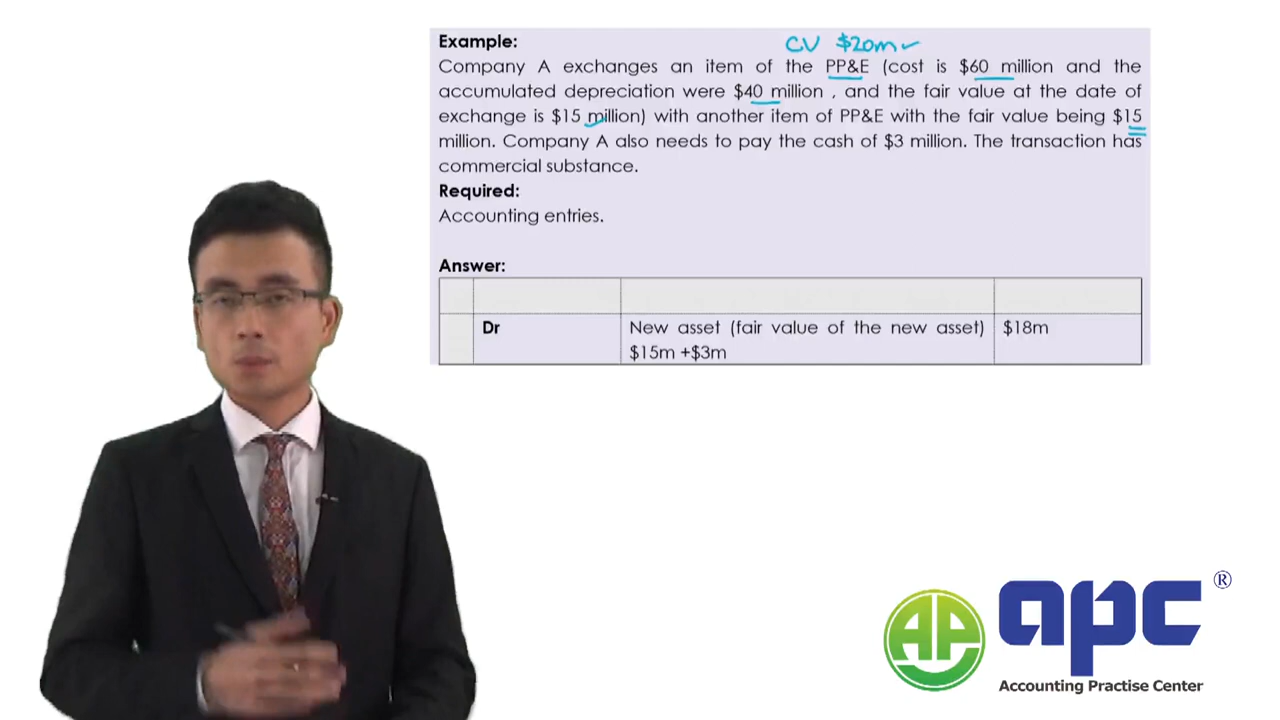 Example:
CV $20m
Company A exchanges an item of the PP&E (cost is $60 million and the
accumulated depreciation were $40 million , and the fair value at the date of
exchange is $15 million) with another item of PP&E with the fair value being $15
million. Company A also needs to pay the cash of $3 million. The transaction has
commercial substance.
Required:
Accounting entries.
Answer:
Dr New asset (fair value of the new asset) $18m
$15m +$3m
AP apc ®
Accounting Practise Center